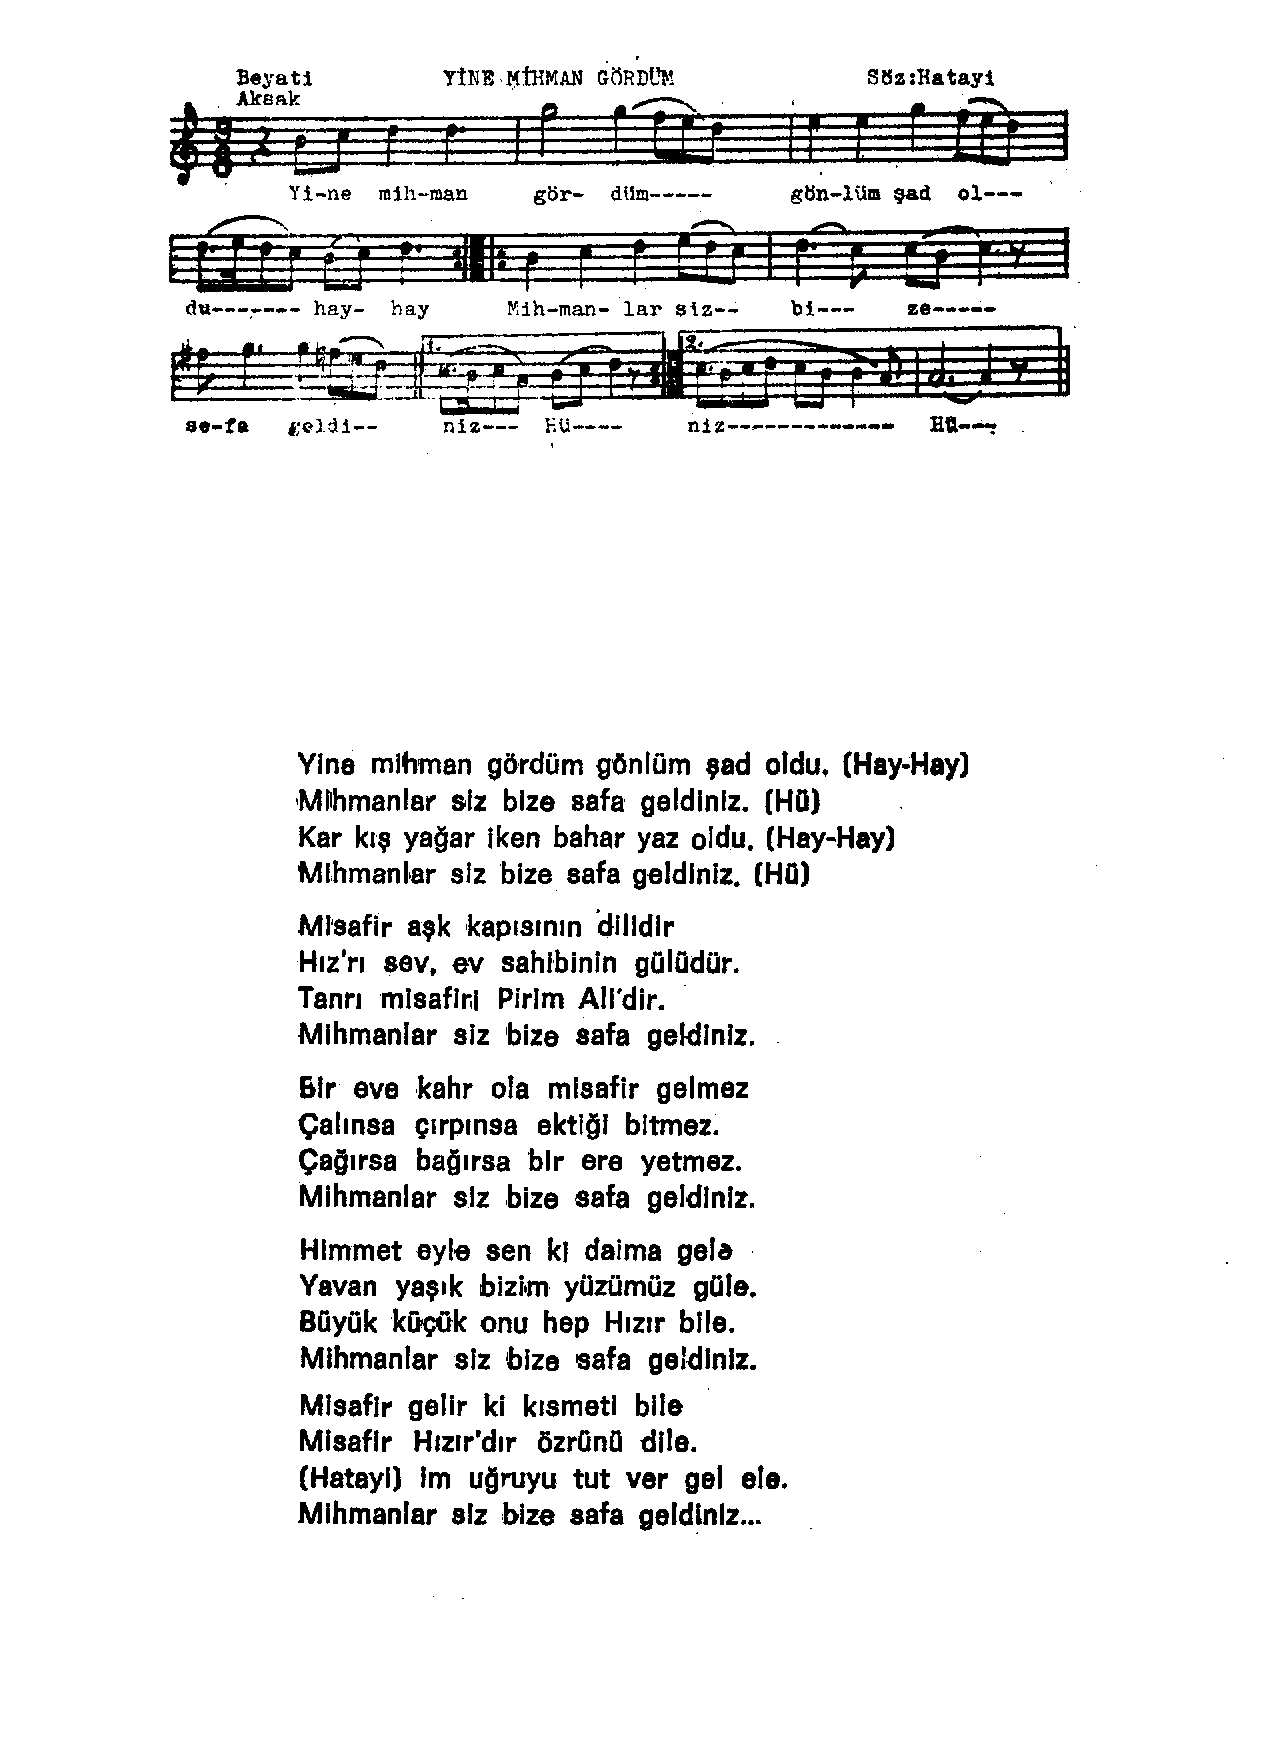 Beyati YİNE MİHMAN GÖRDÜM Söz:Hatayi
Aksak
Yi-ne mih-man gör- düm----- gön-lüm şad ol---
du------- hay- hay Mih-man- lar siz-- bi--- ze-----
1. 2.
se-fa geldi-- niz--- Hü---- niz-------------- Hü---
Yine mihman gördüm gönlüm şad oldu. (Hay-Hay)
Mihmanlar siz bize safa geldiniz. (Hû)
Kar kış yağar iken bahar yaz oldu. (Hay-Hay)
Mihmanlar siz bize safa geldiniz. (Hû)
Misafir aşk kapısının dilidir
Hız'rı sev, ev sahibinin gülüdür.
Tanrı misafiri Pirim Ali'dir.
Mihmanlar siz bize safa geldiniz.
Bir eve kahr ola misafir gelmez
Çalınsa çırpınsa ektiği bitmez.
Çağırsa bağırsa bir ere yetmez.
Mihmanlar siz bize safa geldiniz.
Himmet eyle sen ki daima gele
Yavan yaşık bizim yüzümüz güle.
Büyük küçük onu hep Hızır bile.
Mihmanlar siz bize safa geldiniz.
Misafir gelir ki kısmeti bile
Misafir Hızır'dır özrünü dile.
(Hatayi) im uğruyu tut ver gel ele.
Mihmanlar siz bize safa geldiniz...